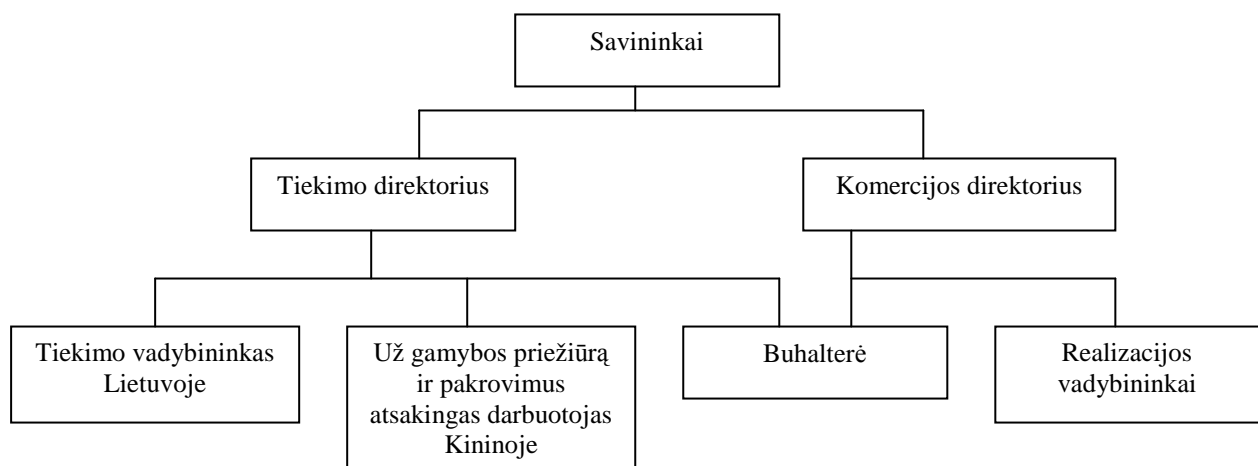 Savininkai
Tiekimo direktorius
Komercijos direktorius
Tiekimo vadybininkas
Lietuvoje
Už gamybos priežiūrą
ir pakrovimus
atsakingas darbuotojas
Kininoje
Buhalterė
Realizacijos
vadybininkai